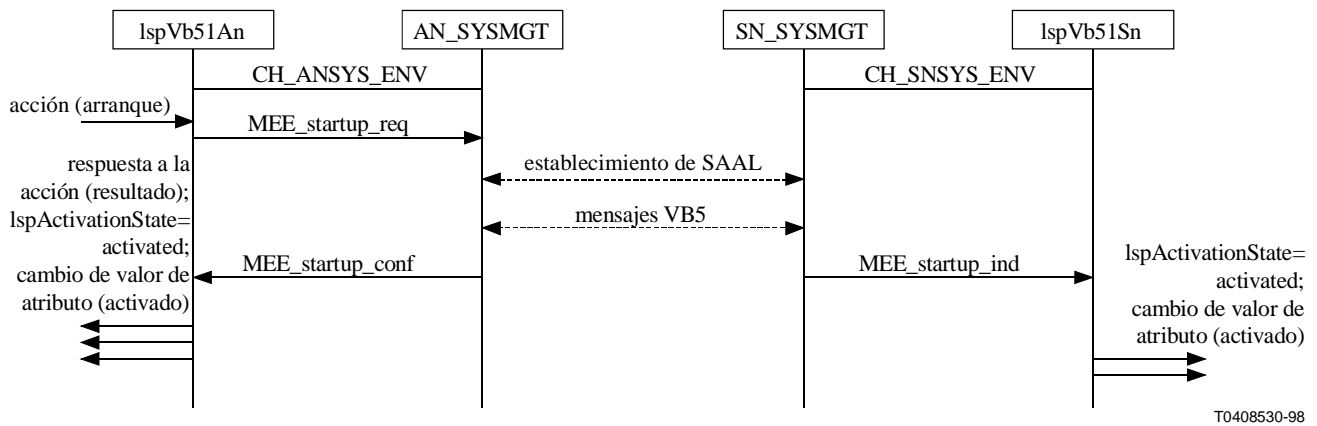 lspVb51An
AN_SYSMGT
SN_SYSMGT
lspVb51Sn
CH_ANSYS_ENV
CH_SNSYS_ENV
acción (arranque)
MEE_startup_req
respuesta a la
acción (resultado);
lspActivationState=
activated;
cambio de valor de
atributo (activado)
establecimiento de SAAL
mensajes VB5
MEE_startup_conf
MEE_startup_ind
lspActivationState=
activated;
cambio de valor de
atributo (activado)
T0408530-98